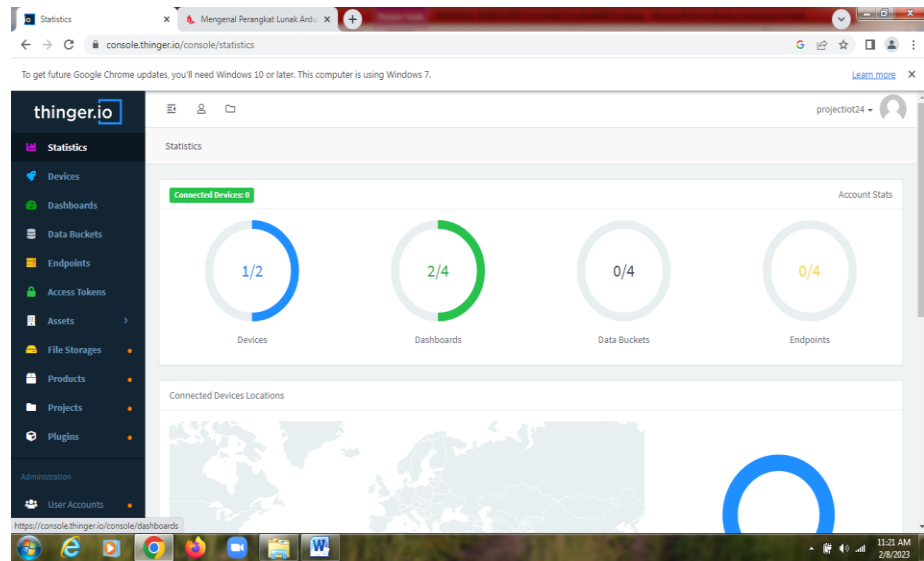 Statistics
Mengenal Perangkat Lunak Ardu
console.thinger.io/console/statistics
To get future Google Chrome updates, you'll need Windows 10 or later. This computer is using Windows 7.
Learn more
thinger.io
projectiot24
Statistics
Devices
Dashboards
Data Buckets
Endpoints
Access Tokens
Assets
File Storages
Products
Projects
Plugins
Administration
User Accounts
Statistics
Connected Devices: 0
Account Stats
1/2
2/4
0/4
0/4
Devices
Dashboards
Data Buckets
Endpoints
Connected Devices Locations
https://console.thinger.io/console/dashboards
11:21 AM
2/8/2023